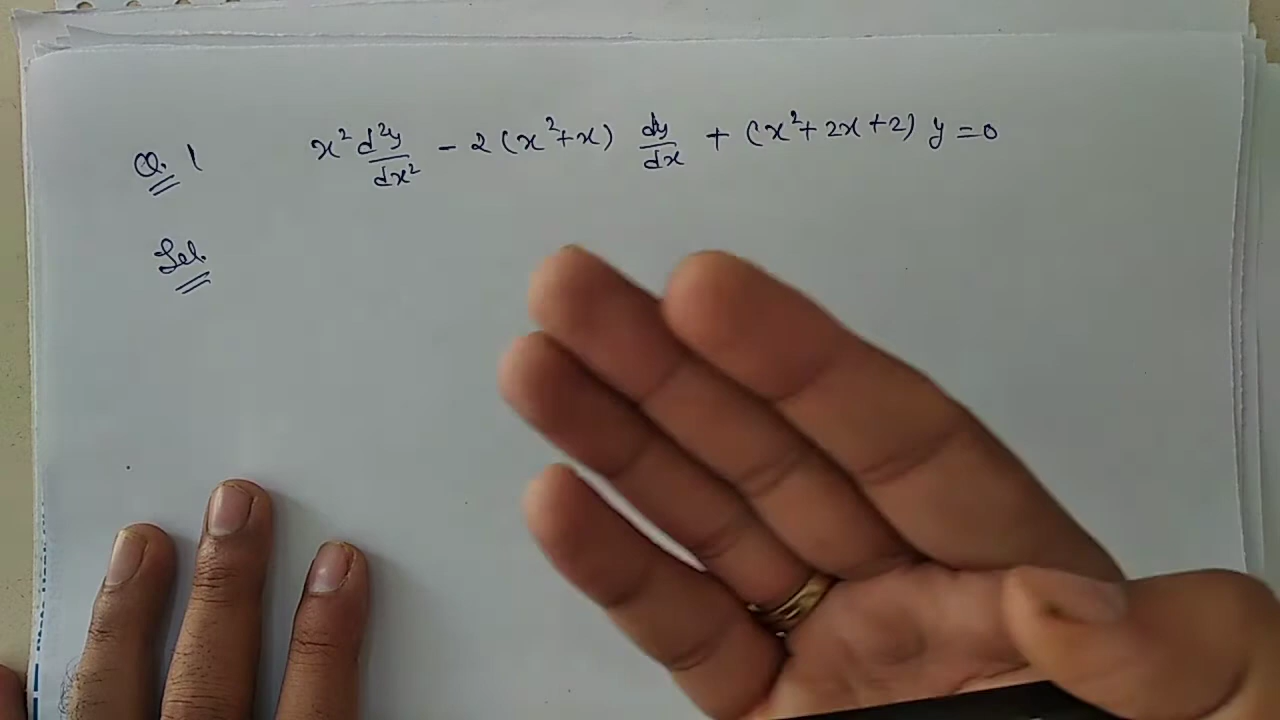 Q. 1 x² d²y/dx² - 2 (x²+x) dy/dx + (x²+2x+2) y = 0
Sol.